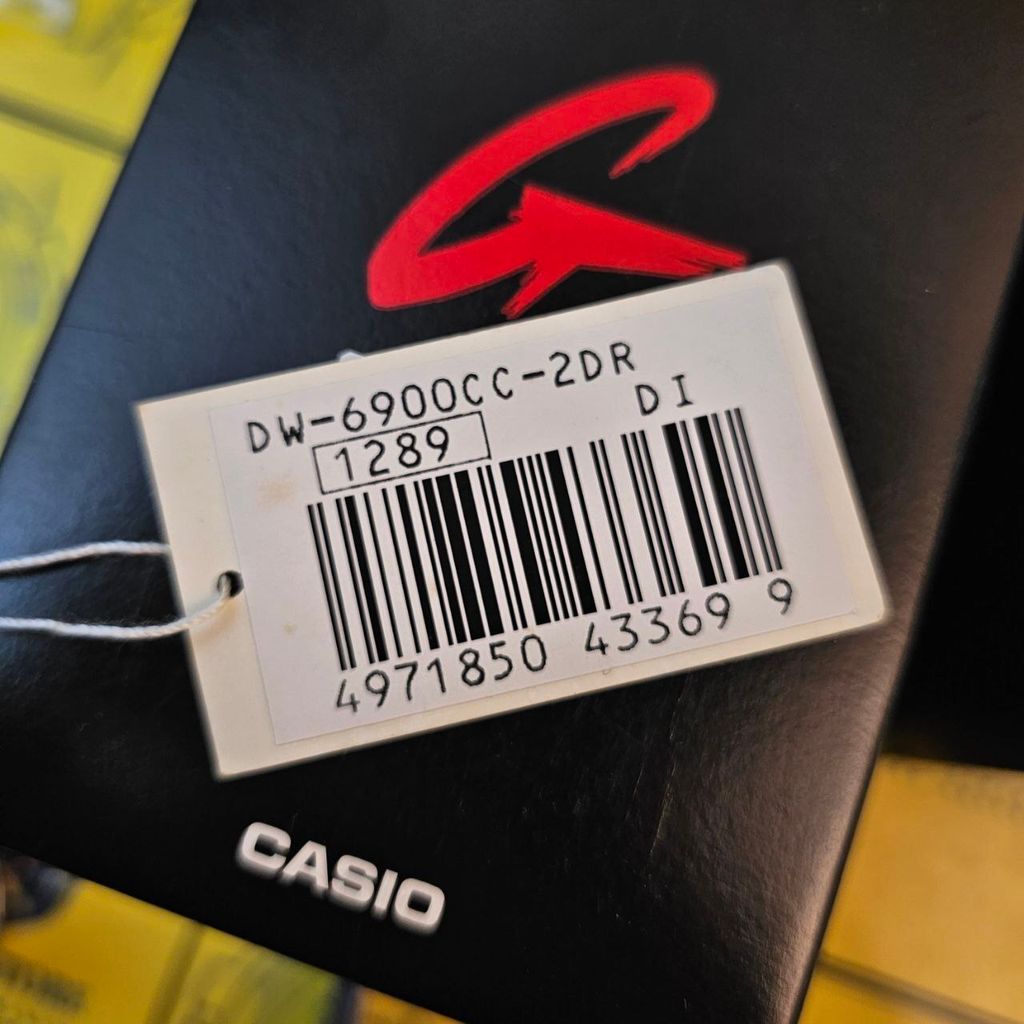 DW-6900CC-2DR
1289 DI
4971850 43369 9
CASIO